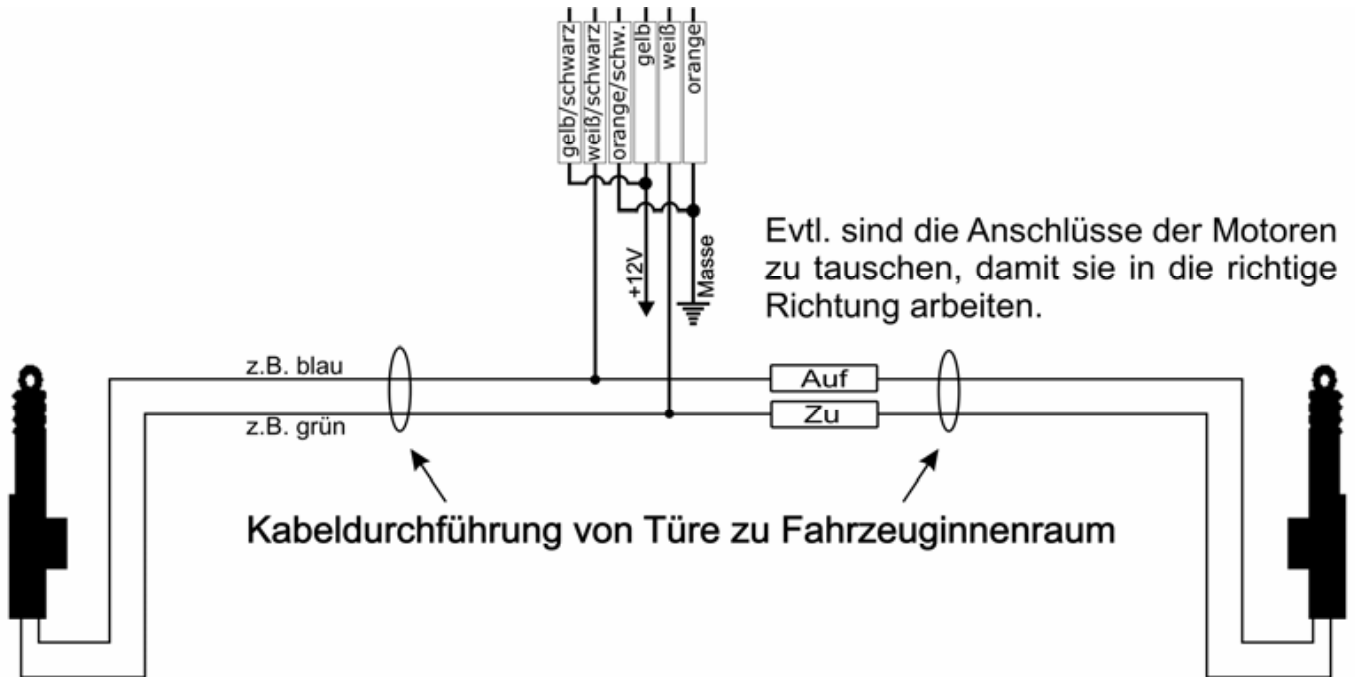 gelb/schwarz
weiß/schwarz
orange/schw.
gelb
weiß
orange
+12V
Masse
Evtl. sind die Anschlüsse der Motoren
zu tauschen, damit sie in die richtige
Richtung arbeiten.
z.B. blau
Auf
z.B. grün
Zu
Kabeldurchführung von Türe zu Fahrzeuginnenraum